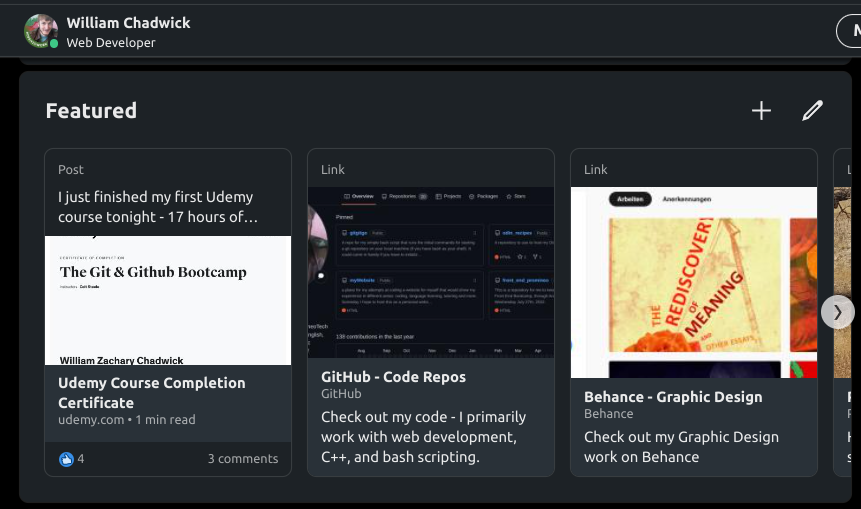 William Chadwick
Web Developer
Featured
Post
I just finished my first Udemy
course tonight - 17 hours of...
CERTIFICATE OF COMPLETION
The Git & Github Bootcamp
Instructors Colt Steele
William Zachary Chadwick
Udemy Course Completion
Certificate
udemy.com • 1 min read
4
3 comments
Link
Overview Repositories Projects Packages Stars
Pinned
gitgitgo Public
myWebsite Public
HTML
138 contributions in the last year
Aug Sep Oct Nov Dec Jan Feb Mar Apr
GitHub - Code Repos
GitHub
Check out my code - I primarily
work with web development,
C++, and bash scripting.
Link
Arbeiten Anerkennungen
THE
REDISCOVERY
OF
MEANING
AND
OTHER ESSAYS
Behance - Graphic Design
Behance
Check out my Graphic Design
work on Behance